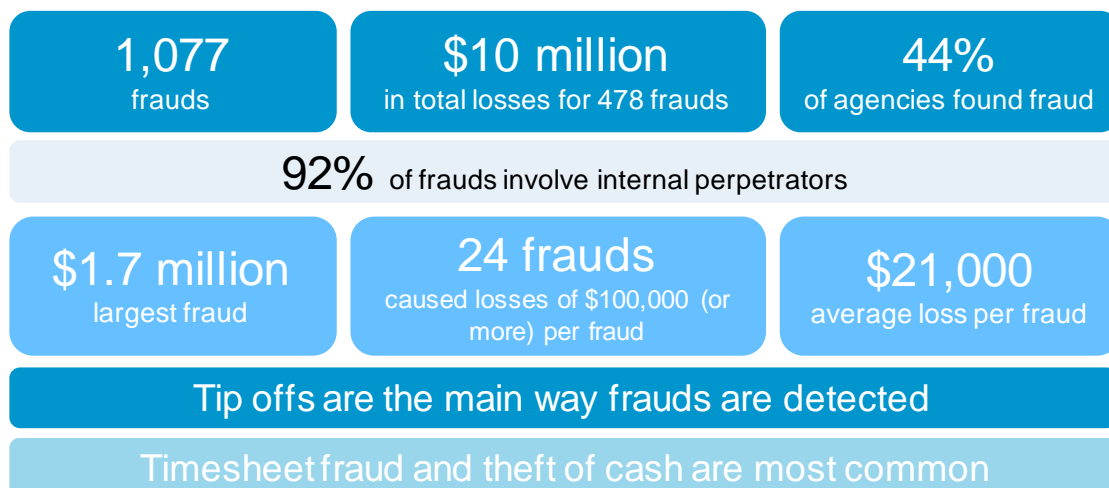 1,077
frauds
$10 million
in total losses for 478 frauds
44%
of agencies found fraud
92% of frauds involve internal perpetrators
$1.7 million
largest fraud
24 frauds
caused losses of $100,000 (or
more) per fraud
$21,000
average loss per fraud
Tip offs are the main way frauds are detected
Timesheet fraud and theft of cash are most common